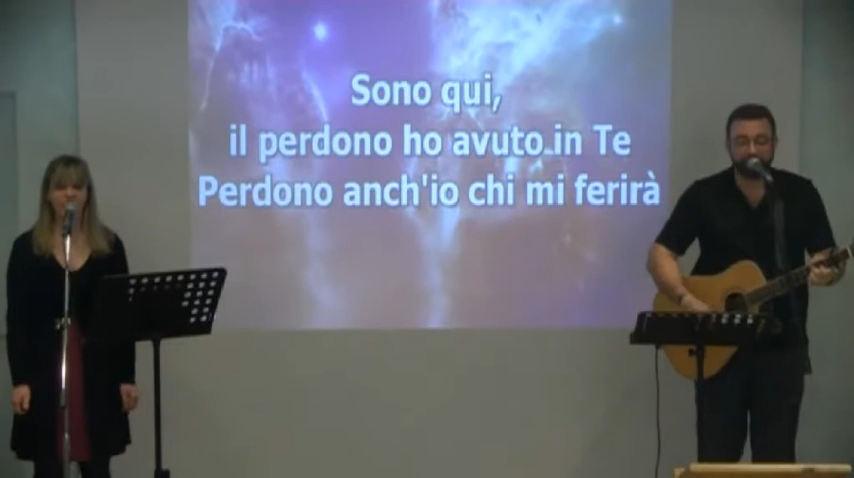 Sono qui,
il perdono ho avuto in Te
Perdono anch'io chi mi ferirà